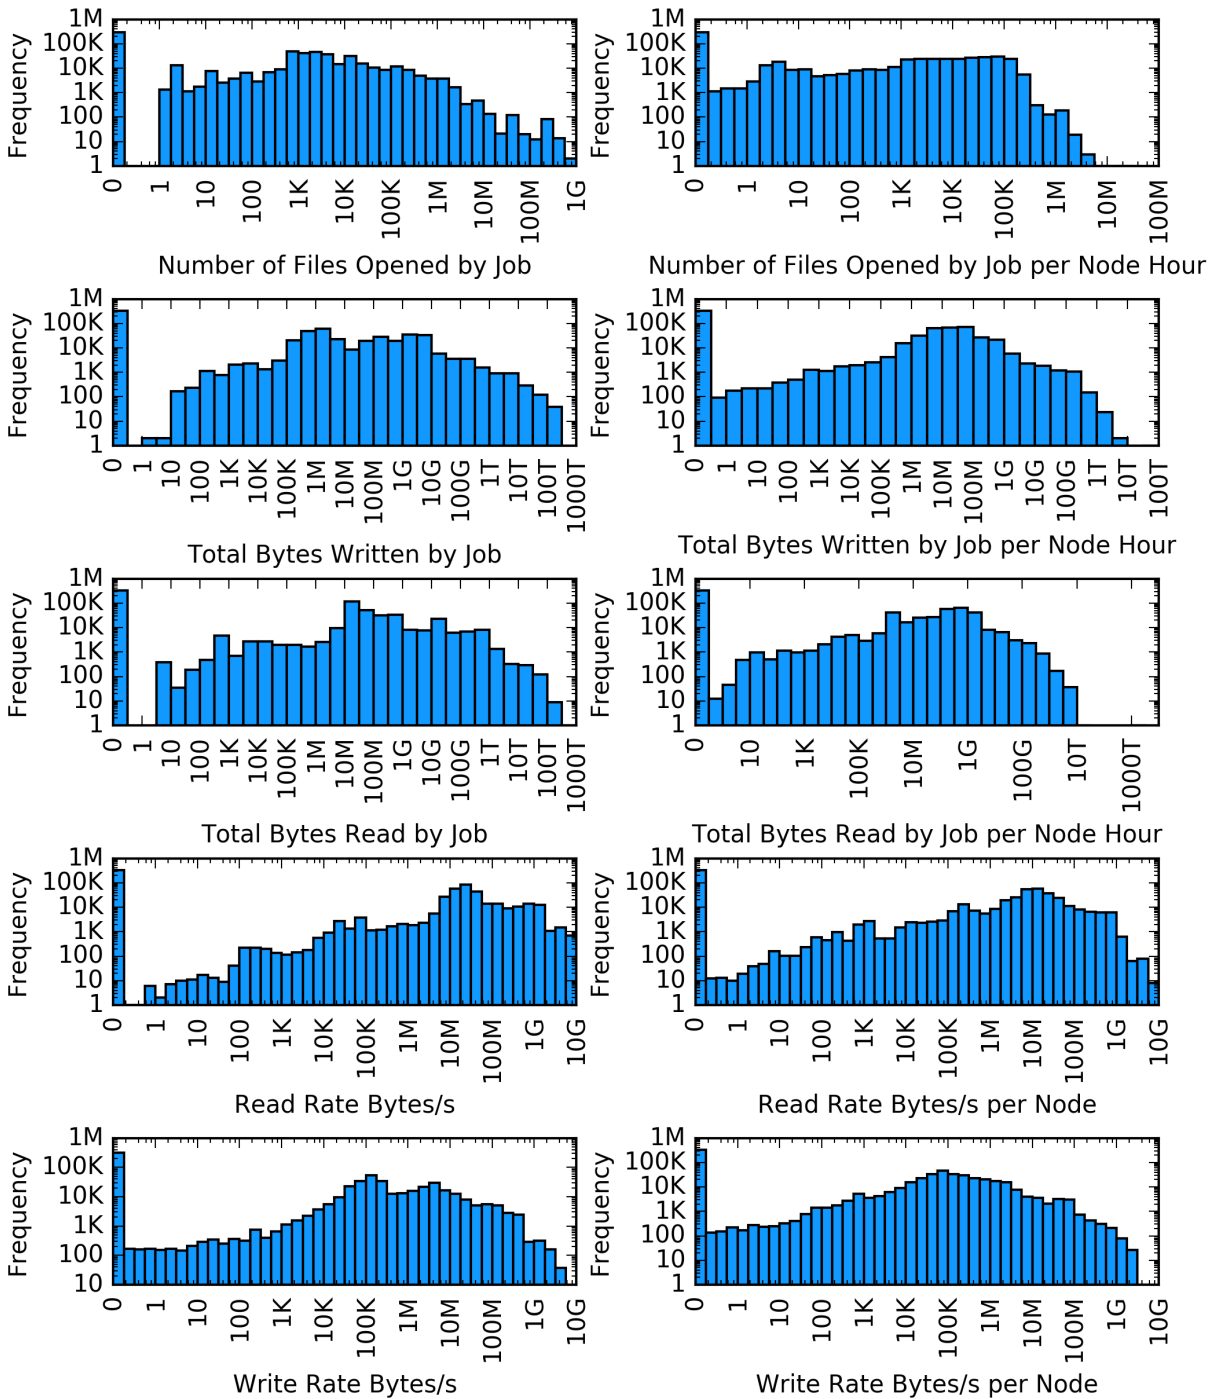 1M
100K
10K
1K
100
10
1
Frequency
0 1 10 100 1K 10K 100K 1M 10M 100M 1G
Number of Files Opened by Job
1M
100K
10K
1K
100
10
1
Frequency
0 1 10 100 1K 10K 100K 1M 10M 100M
Number of Files Opened by Job per Node Hour
1M
100K
10K
1K
100
10
1
Frequency
0 1 10 100 1K 10K 100K 1M 10M 100M 1G 10G 100G 1T 10T 100T 1000T
Total Bytes Written by Job
1M
100K
10K
1K
100
10
1
Frequency
0 1 10 100 1K 10K 100K 1M 10M 100M 1G 10G 100G 1T 10T 100T
Total Bytes Written by Job per Node Hour
1M
100K
10K
1K
100
10
1
Frequency
0 1 10 100 1K 10K 100K 1M 10M 100M 1G 10G 100G 1T 10T 100T 1000T
Total Bytes Read by Job
1M
100K
10K
1K
100
10
1
Frequency
0 10 1K 100K 10M 1G 100G 10T 1000T
Total Bytes Read by Job per Node Hour
1M
100K
10K
1K
100
10
1
Frequency
0 1 10 100 1K 10K 100K 1M 10M 100M 1G 10G
Read Rate Bytes/s
1M
100K
10K
1K
100
10
1
Frequency
0 1 10 100 1K 10K 100K 1M 10M 100M 1G 10G
Read Rate Bytes/s per Node
1M
100K
10K
1K
100
10
Frequency
0 1 10 100 1K 10K 100K 1M 10M 100M 1G 10G
Write Rate Bytes/s
1M
100K
10K
1K
100
10
1
Frequency
0 1 10 100 1K 10K 100K 1M 10M 100M 1G 10G
Write Rate Bytes/s per Node